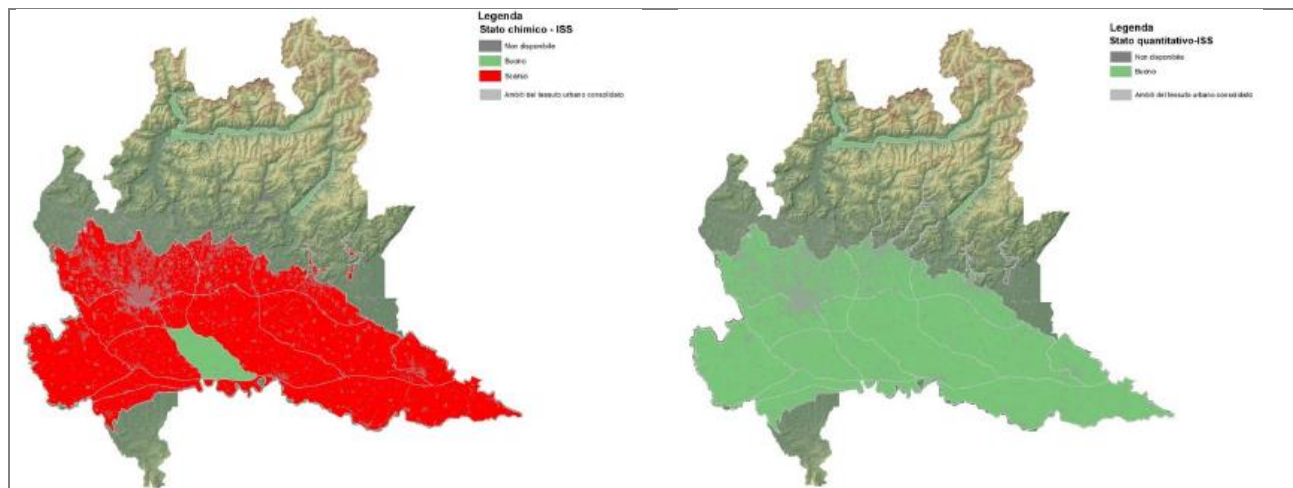 Legenda
Stato chimico - ISS
Non disponibile
Buono
Scarso
Ambiti del tessuto urbano consolidato
Legenda
Stato quantitativo-ISS
Non disponibile
Buono
Ambiti del tessuto urbano consolidato